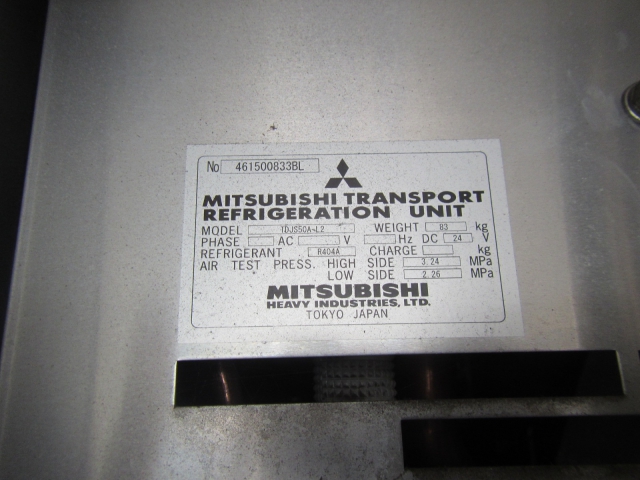 No 461500833BL
MITSUBISHI TRANSPORT
REFRIGERATION UNIT
MODEL TDJS50A-L2 WEIGHT 83 kg
PHASE AC V Hz DC 24 V
REFRIGERANT R404A CHARGE kg
AIR TEST PRESS. HIGH SIDE 3.24 MPa
LOW SIDE 2.26 MPa
MITSUBISHI
HEAVY INDUSTRIES, LTD.
TOKYO JAPAN